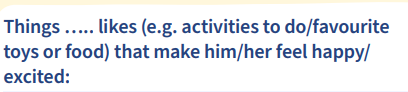 Things ..... likes (e.g. activities to do/favourite
toys or food) that make him/her feel happy/
excited: